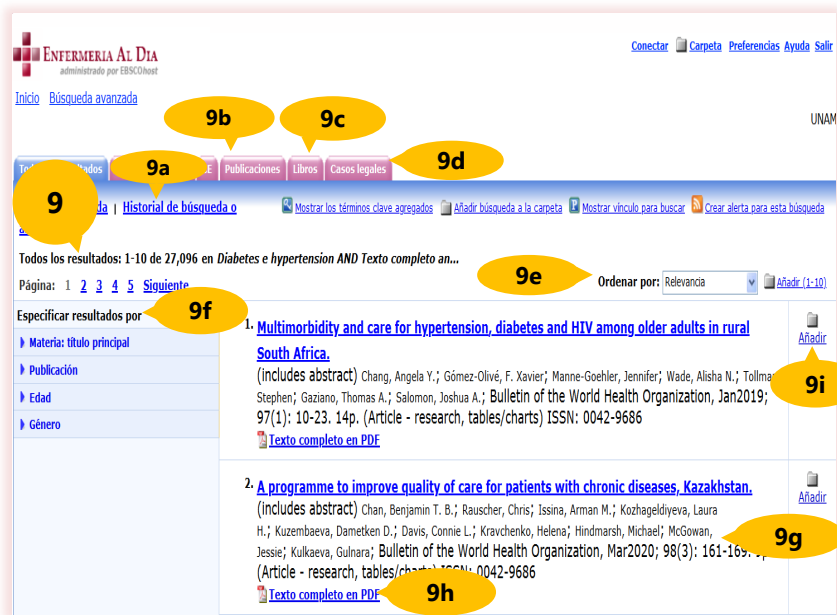 Conectar Carpeta Preferencias Ayuda Salir
ENFERMERIA AL DIA
administrado por EBSCOhost
Inicio Búsqueda avanzada
UNAM
9b
9c
9a
9d
Publicaciones Libros Casos legales
9
Historial de búsqueda o
Mostrar los términos clave agregados Añadir búsqueda a la carpeta Mostrar vínculo para buscar Crear alerta para esta búsqueda
Todos los resultados: 1-10 de 27,096 en Diabetes e hypertension AND Texto completo an...
9e
Ordenar por: Relevancia Añadir (1-10)
Página: 1 2 3 4 5 Siguiente
9f
Especificar resultados por
Materia: título principal
Publicación
Edad
Género
1. Multimorbidity and care for hypertension, diabetes and HIV among older adults in rural
South Africa.
(includes abstract) Chang, Angela Y.; Gómez-Olivé, F. Xavier; Manne-Goehler, Jennifer; Wade, Alisha N.; Tollman
Stephen; Gaziano, Thomas A.; Salomon, Joshua A.; Bulletin of the World Health Organization, Jan2019;
97(1): 10-23. 14p. (Article - research, tables/charts) ISSN: 0042-9686
Texto completo en PDF
Añadir
9i
2. A programme to improve quality of care for patients with chronic diseases, Kazakhstan.
(includes abstract) Chan, Benjamin T. B.; Rauscher, Chris; Issina, Arman M.; Kozhageldiyeva, Laura
H.; Kuzembaeva, Dametken D.; Davis, Connie L.; Kravchenko, Helena; Hindmarsh, Michael; McGowan,
Jessie; Kulkaeva, Gulnara; Bulletin of the World Health Organization, Mar2020; 98(3): 161-169.
(Article - research, tables/charts) ISSN: 0042-9686
Texto completo en PDF
Añadir
9g
9h